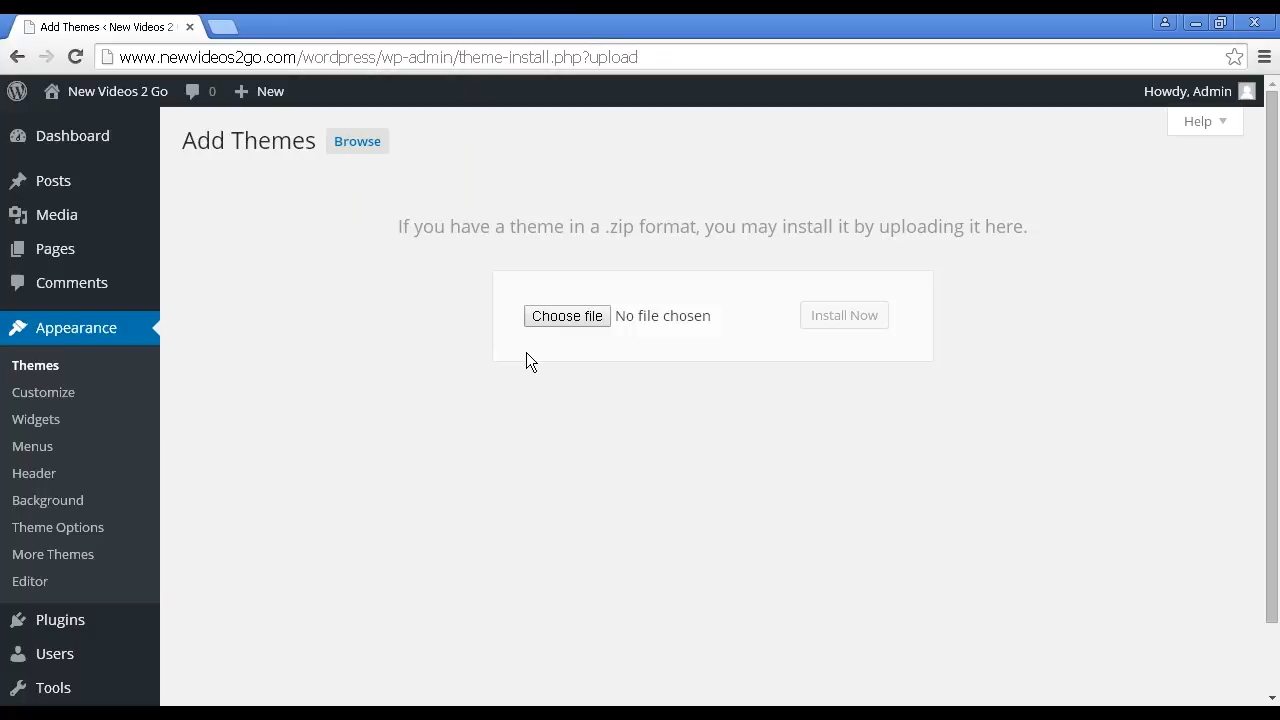 Add Themes ‹ New Videos 2
www.newvideos2go.com/wordpress/wp-admin/theme-install.php?upload
New Videos 2 Go 0 New Howdy, Admin
Help
Add Themes Browse
If you have a theme in a .zip format, you may install it by uploading it here.
Choose file No file chosen Install Now
Dashboard
Posts
Media
Pages
Comments
Appearance
Themes
Customize
Widgets
Menus
Header
Background
Theme Options
More Themes
Editor
Plugins
Users
Tools